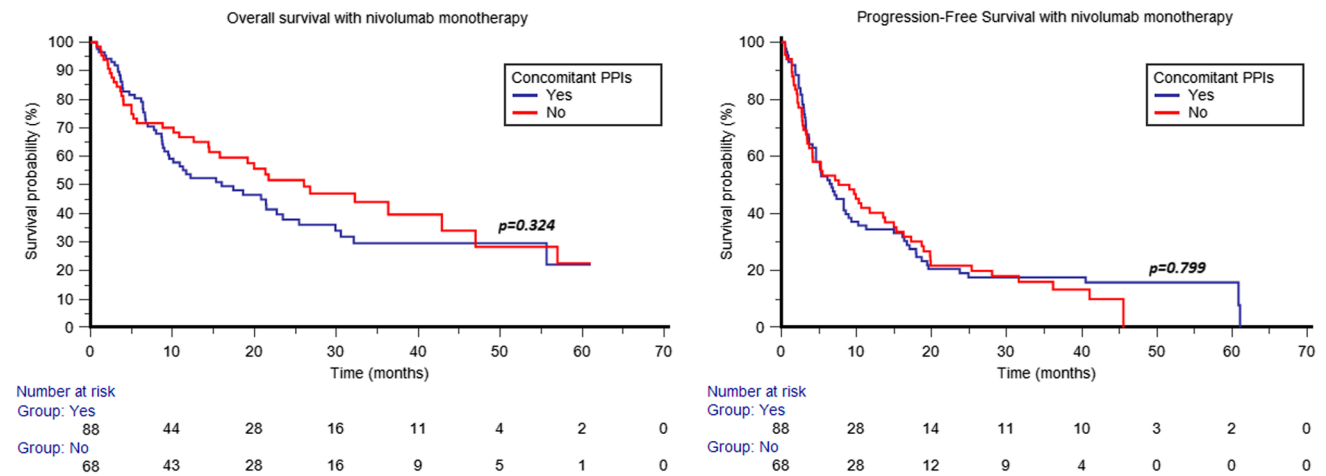 Overall survival with nivolumab monotherapy
Survival probability (%)
100
90
80
70
60
50
40
30
20
10
0
Concomitant PPIs
Yes
No
p=0.324
0 10 20 30 40 50 60 70
Time (months)
Number at risk
Group: Yes
88 44 28 16 11 4 2 0
Group: No
68 43 28 16 9 5 1 0
Progression-Free Survival with nivolumab monotherapy
Survival probability (%)
100
80
60
40
20
0
Concomitant PPIs
Yes
No
p=0.799
0 10 20 30 40 50 60 70
Time (months)
Number at risk
Group: Yes
88 28 14 11 10 3 2 0
Group: No
68 28 12 9 4 0 0 0